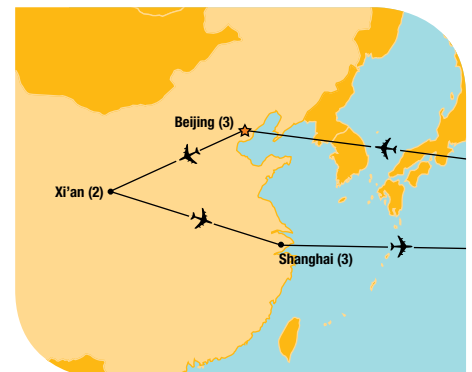 Beijing (3)
Xi’an (2)
Shanghai (3)